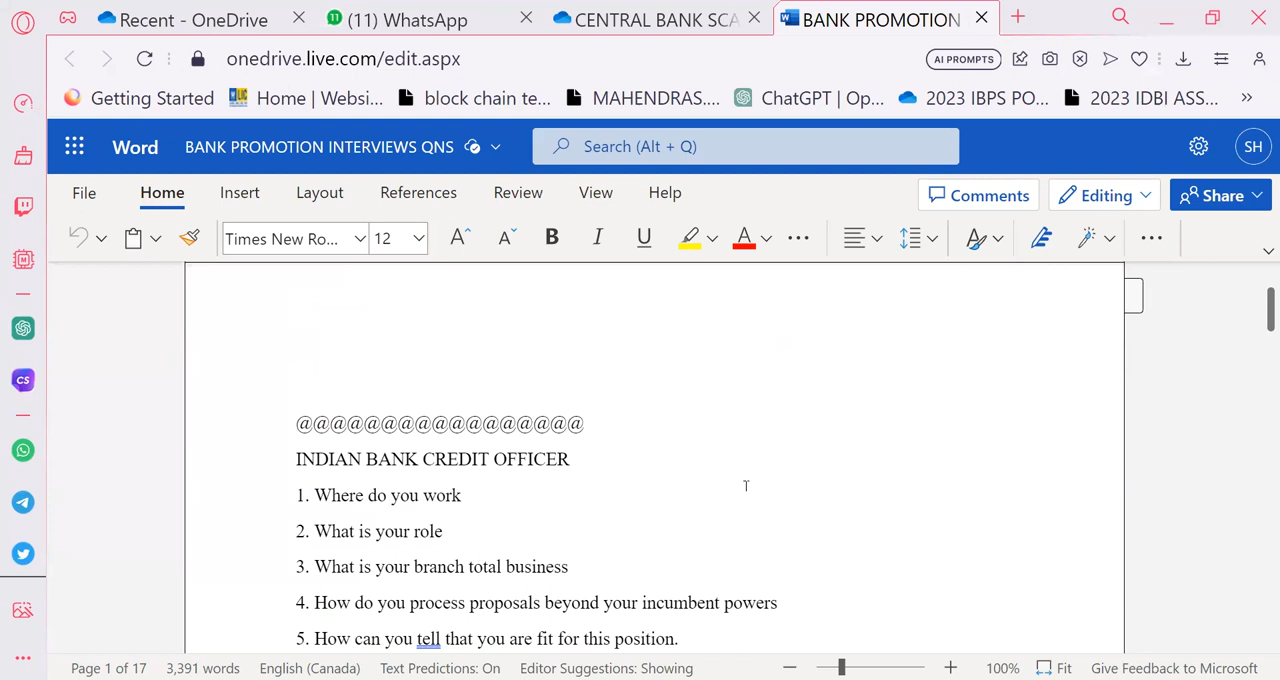 Recent - OneDrive
(11) WhatsApp
CENTRAL BANK SCA
BANK PROMOTION
onedrive.live.com/edit.aspx
AI PROMPTS
Getting Started
Home | Websi...
block chain te...
MAHENDRAS....
ChatGPT | Op...
2023 IBPS PO...
2023 IDBI ASS...
Word
BANK PROMOTION INTERVIEWS QNS
Search (Alt + Q)
SH
File
Home
Insert
Layout
References
Review
View
Help
Comments
Editing
Share
Times New Ro...
12
@@@@@@@@@@@@@@@@@
INDIAN BANK CREDIT OFFICER
1. Where do you work
2. What is your role
3. What is your branch total business
4. How do you process proposals beyond your incumbent powers
5. How can you tell that you are fit for this position.
Page 1 of 17
3,391 words
English (Canada)
Text Predictions: On
Editor Suggestions: Showing
100%
Fit
Give Feedback to Microsoft